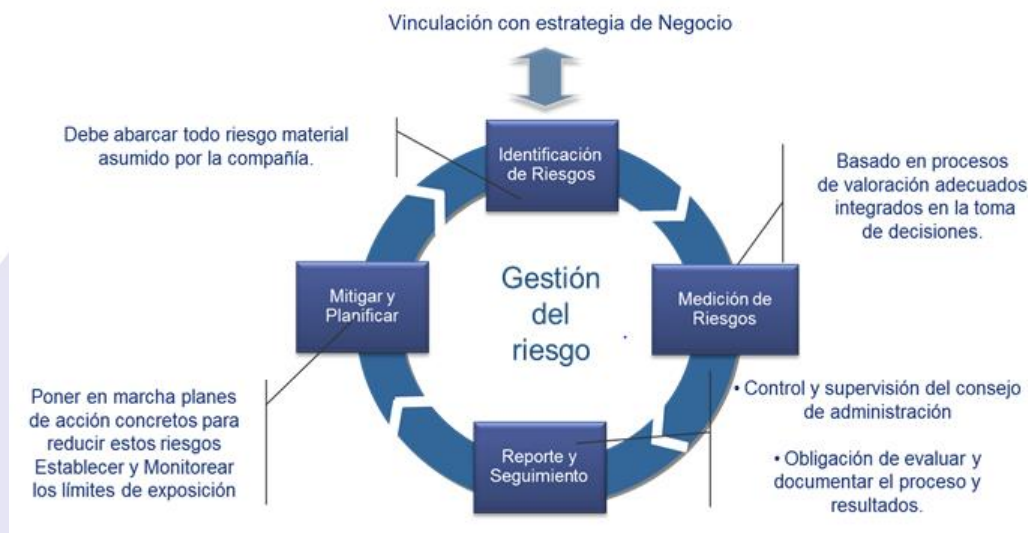 Vinculación con estrategia de Negocio
Debe abarcar todo riesgo material
asumido por la compañía.
Identificación
de Riesgos
Basado en procesos
de valoración adecuados
integrados en la toma
de decisiones.
Gestión
del
riesgo
Mitigar y
Planificar
Medición de
Riesgos
Poner en marcha planes
de acción concretos para
reducir estos riesgos
Establecer y Monitorear
los límites de exposición
Reporte y
Seguimiento
• Control y supervisión del consejo
de administración
• Obligación de evaluar y
documentar el proceso y
resultados.